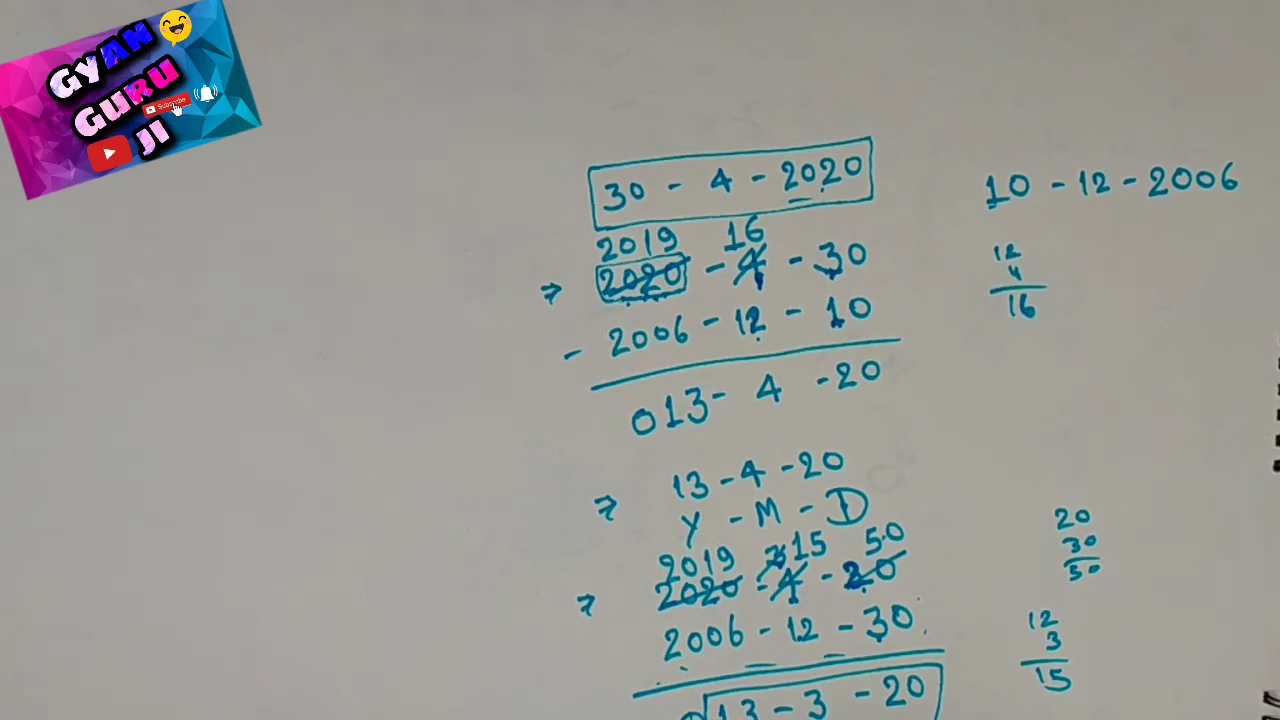 GYAN
GURU
Subscribe
JI
30 - 4 - 2020
10 - 12 - 2006
2019 16
2020 - 4 - 30
- 2006 - 12 - 10
013 - 4 - 20
12
4
16
13 - 4 - 20
Y - M - D
2019 3 15 50
2020 - 4 - 20
2006 - 12 - 30
13 - 3 - 20
20
30
50
12
3
15